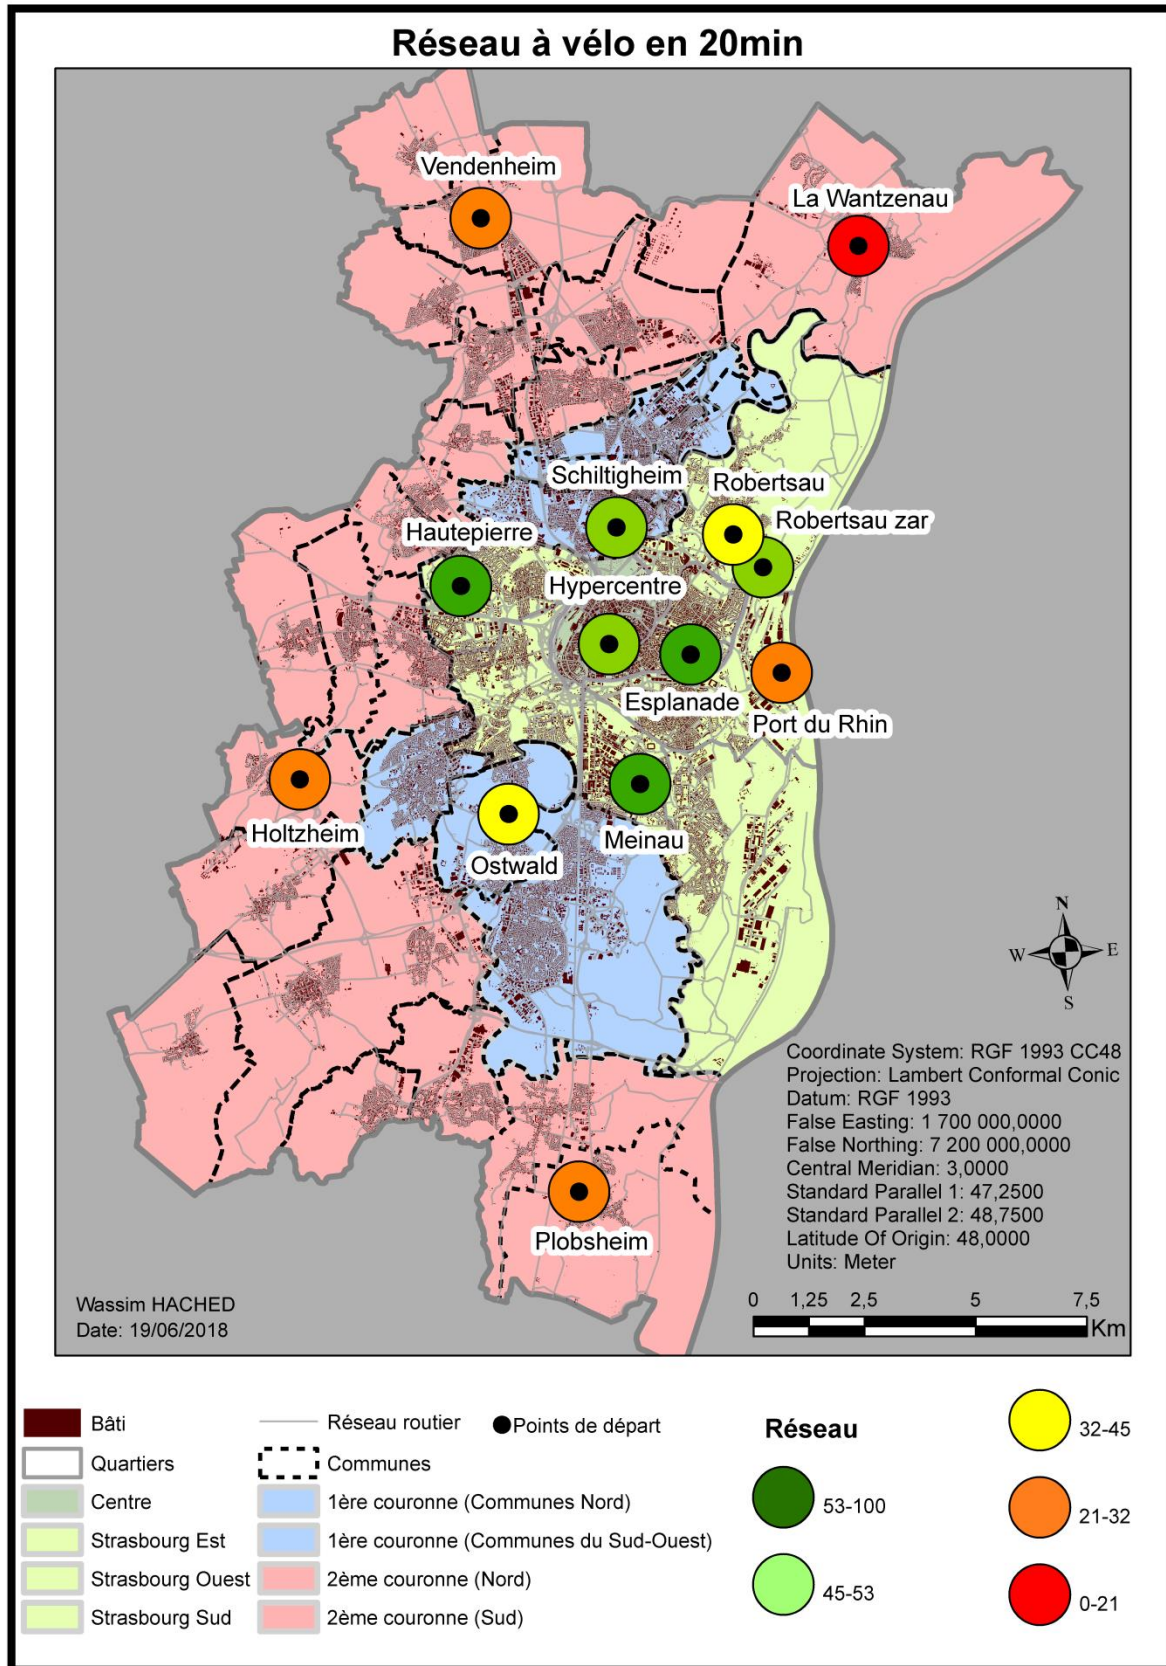 Réseau à vélo en 20min
Vendenheim
La Wantzenau
Schiltigheim
Robertsau
Robertsau zar
Hautepierre
Hypercentre
Esplanade
Port du Rhin
Holtzheim
Ostwald
Meinau
Plobsheim
N
W
E
S
Coordinate System: RGF 1993 CC48
Projection: Lambert Conformal Conic
Datum: RGF 1993
False Easting: 1 700 000,0000
False Northing: 7 200 000,0000
Central Meridian: 3,0000
Standard Parallel 1: 47,2500
Standard Parallel 2: 48,7500
Latitude Of Origin: 48,0000
Units: Meter
Wassim HACHED
Date: 19/06/2018
0 1,25 2,5 5 7,5
Km
Bâti
Quartiers
Centre
Strasbourg Est
Strasbourg Ouest
Strasbourg Sud
Réseau routier
Points de départ
Communes
1ère couronne (Communes Nord)
1ère couronne (Communes du Sud-Ouest)
2ème couronne (Nord)
2ème couronne (Sud)
Réseau
53-100
45-53
32-45
21-32
0-21